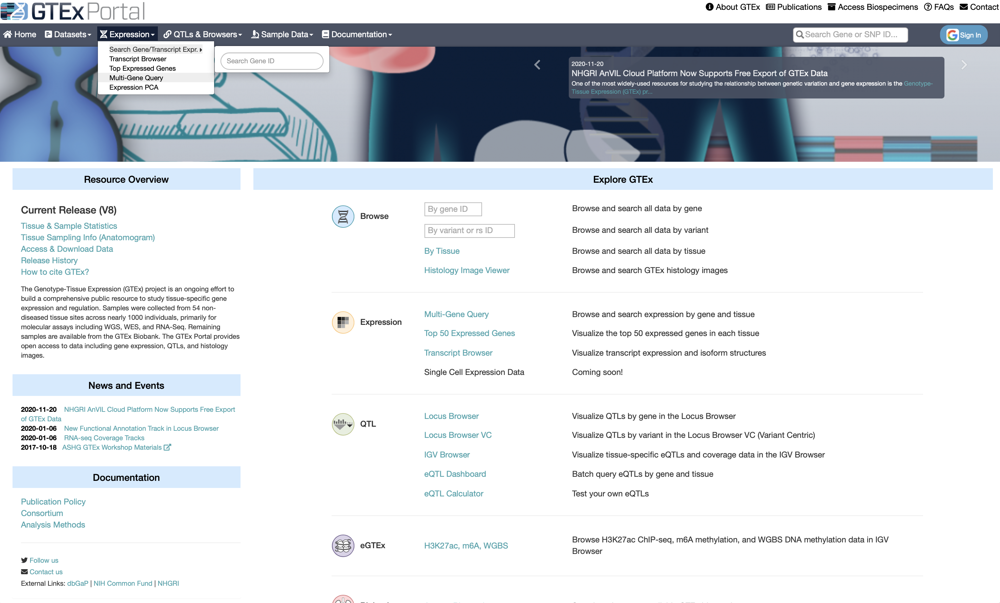 GTEx Portal
About GTEx Publications Access Biospecimens FAQs Contact
Home Datasets Expression QTLs & Browsers Sample Data Documentation Search Gene or SNP ID... Sign In
Search Gene/Transcript Expr.
Transcript Browser
Top Expressed Genes
Multi-Gene Query
Expression PCA
Search Gene ID
2020-11-20
NHGRI AnVIL Cloud Platform Now Supports Free Export of GTEx Data
One of the most widely-used resources for studying the relationship between genetic variation and gene expression is the Genotype-
Tissue Expression (GTEx) pr...
Resource Overview
Current Release (V8)
Tissue & Sample Statistics
Tissue Sampling Info (Anatomogram)
Access & Download Data
Release History
How to cite GTEx?
The Genotype-Tissue Expression (GTEx) project is an ongoing effort to
build a comprehensive public resource to study tissue-specific gene
expression and regulation. Samples were collected from 54 non-
diseased tissue sites across nearly 1000 individuals, primarily for
molecular assays including WGS, WES, and RNA-Seq. Remaining
samples are available from the GTEx Biobank. The GTEx Portal provides
open access to data including gene expression, QTLs, and histology
images.
News and Events
2020-11-20 NHGRI AnVIL Cloud Platform Now Supports Free Export
of GTEx Data
2020-01-06 New Functional Annotation Track in Locus Browser
2020-01-06 RNA-seq Coverage Tracks
2017-10-18 ASHG GTEx Workshop Materials
Documentation
Publication Policy
Consortium
Analysis Methods
Follow us
Contact us
External Links: dbGaP | NIH Common Fund | NHGRI
Explore GTEx
Browse
By gene ID Browse and search all data by gene
By variant or rs ID Browse and search all data by variant
By Tissue Browse and search all data by tissue
Histology Image Viewer Browse and search GTEx histology images
Expression
Multi-Gene Query Browse and search expression by gene and tissue
Top 50 Expressed Genes Visualize the top 50 expressed genes in each tissue
Transcript Browser Visualize transcript expression and isoform structures
Single Cell Expression Data Coming soon!
QTL
Locus Browser Visualize QTLs by gene in the Locus Browser
Locus Browser VC Visualize QTLs by variant in the Locus Browser VC (Variant Centric)
IGV Browser Visualize tissue-specific eQTLs and coverage data in the IGV Browser
eQTL Dashboard Batch query eQTLs by gene and tissue
eQTL Calculator Test your own eQTLs
eGTEx
H3K27ac, m6A, WGBS Browse H3K27ac ChIP-seq, m6A methylation, and WGBS DNA methylation data in IGV
Browser